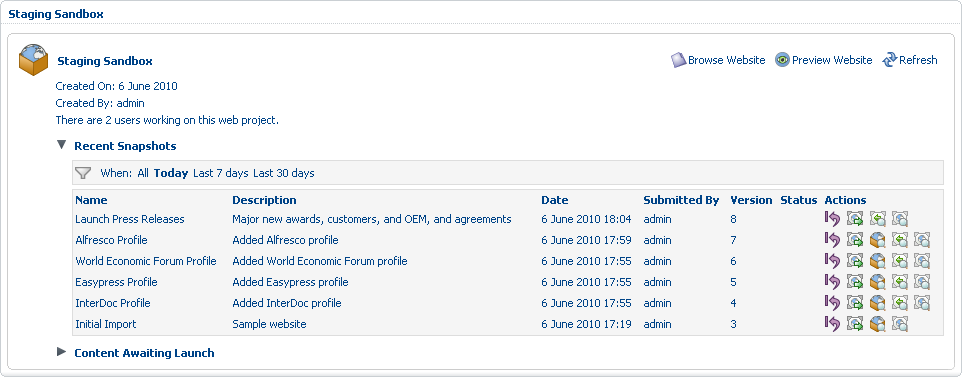 Staging Sandbox
Staging Sandbox Browse Website Preview Website Refresh
Created On: 6 June 2010
Created By: admin
There are 2 users working on this web project.
Recent Snapshots
When: All Today Last 7 days Last 30 days
Name Description Date Submitted By Version Status Actions
Launch Press Releases Major new awards, customers, and OEM, and agreements 6 June 2010 18:04 admin 8
Alfresco Profile Added Alfresco profile 6 June 2010 17:59 admin 7
World Economic Forum Profile Added World Economic Forum profile 6 June 2010 17:55 admin 6
Easypress Profile Added Easypress profile 6 June 2010 17:55 admin 5
InterDoc Profile Added InterDoc profile 6 June 2010 17:55 admin 4
Initial Import Sample website 6 June 2010 17:19 admin 3
Content Awaiting Launch